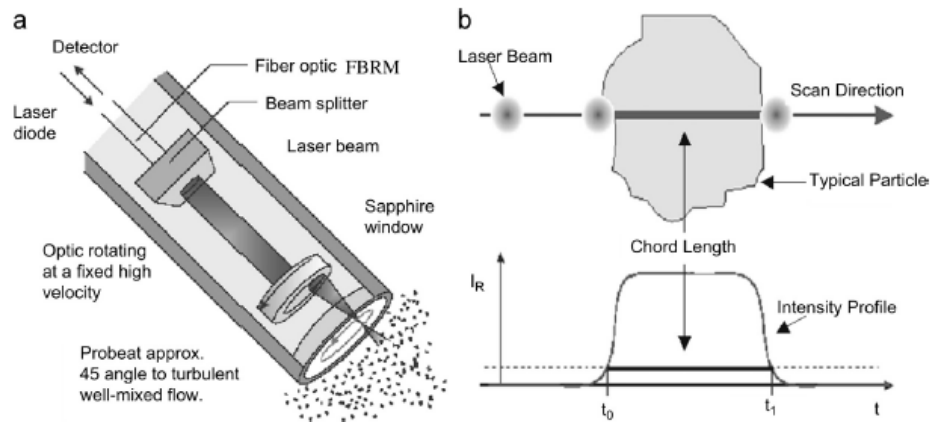 a
Detector
Fiber optic FBRM
Beam splitter
Laser
diode
Laser beam
Sapphire
window
Optic rotating
at a fixed high
velocity
Probeat approx.
45 angle to turbulent
well-mixed flow.
b
Laser Beam
Scan Direction
Typical Particle
Chord Length
I_R
Intensity Profile
t_0
t_1
t